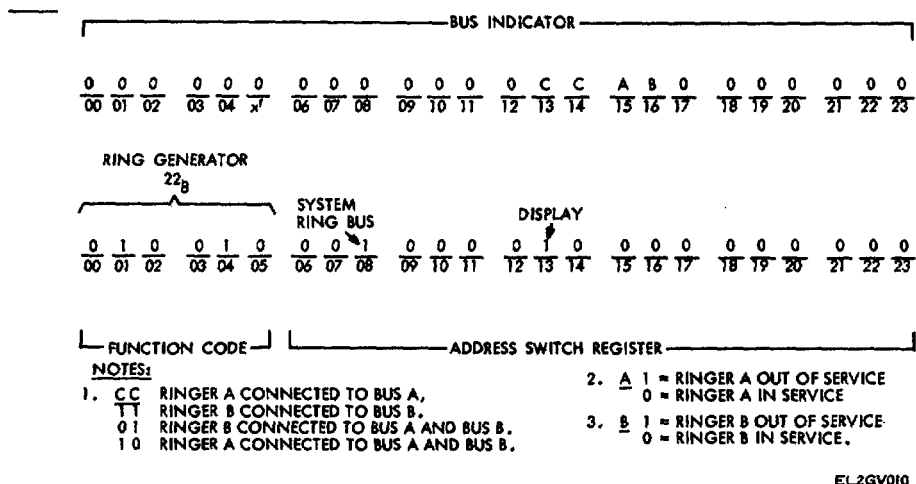 BUS INDICATOR
0 0 0 0 0 0 0 0 0 0 0 0 0 C C A B 0 0 0 0 0 0 0
00 01 02 03 04 x' 06 07 08 09 10 11 12 13 14 15 16 17 18 19 20 21 22 23
RING GENERATOR
22B
SYSTEM
RING BUS
DISPLAY
0 1 0 0 1 0 0 0 1 0 0 0 0 1 0 0 0 0 0 0 0 0 0 0
00 01 02 03 04 05 06 07 08 09 10 11 12 13 14 15 16 17 18 19 20 21 22 23
FUNCTION CODE
ADDRESS SWITCH REGISTER
NOTES:
1. CC RINGER A CONNECTED TO BUS A,
11 RINGER B CONNECTED TO BUS B.
01 RINGER B CONNECTED TO BUS A AND BUS B.
10 RINGER A CONNECTED TO BUS A AND BUS B.
2. A 1 = RINGER A OUT OF SERVICE
0 = RINGER A IN SERVICE
3. B 1 = RINGER B OUT OF SERVICE
0 = RINGER B IN SERVICE.
EL2GV010